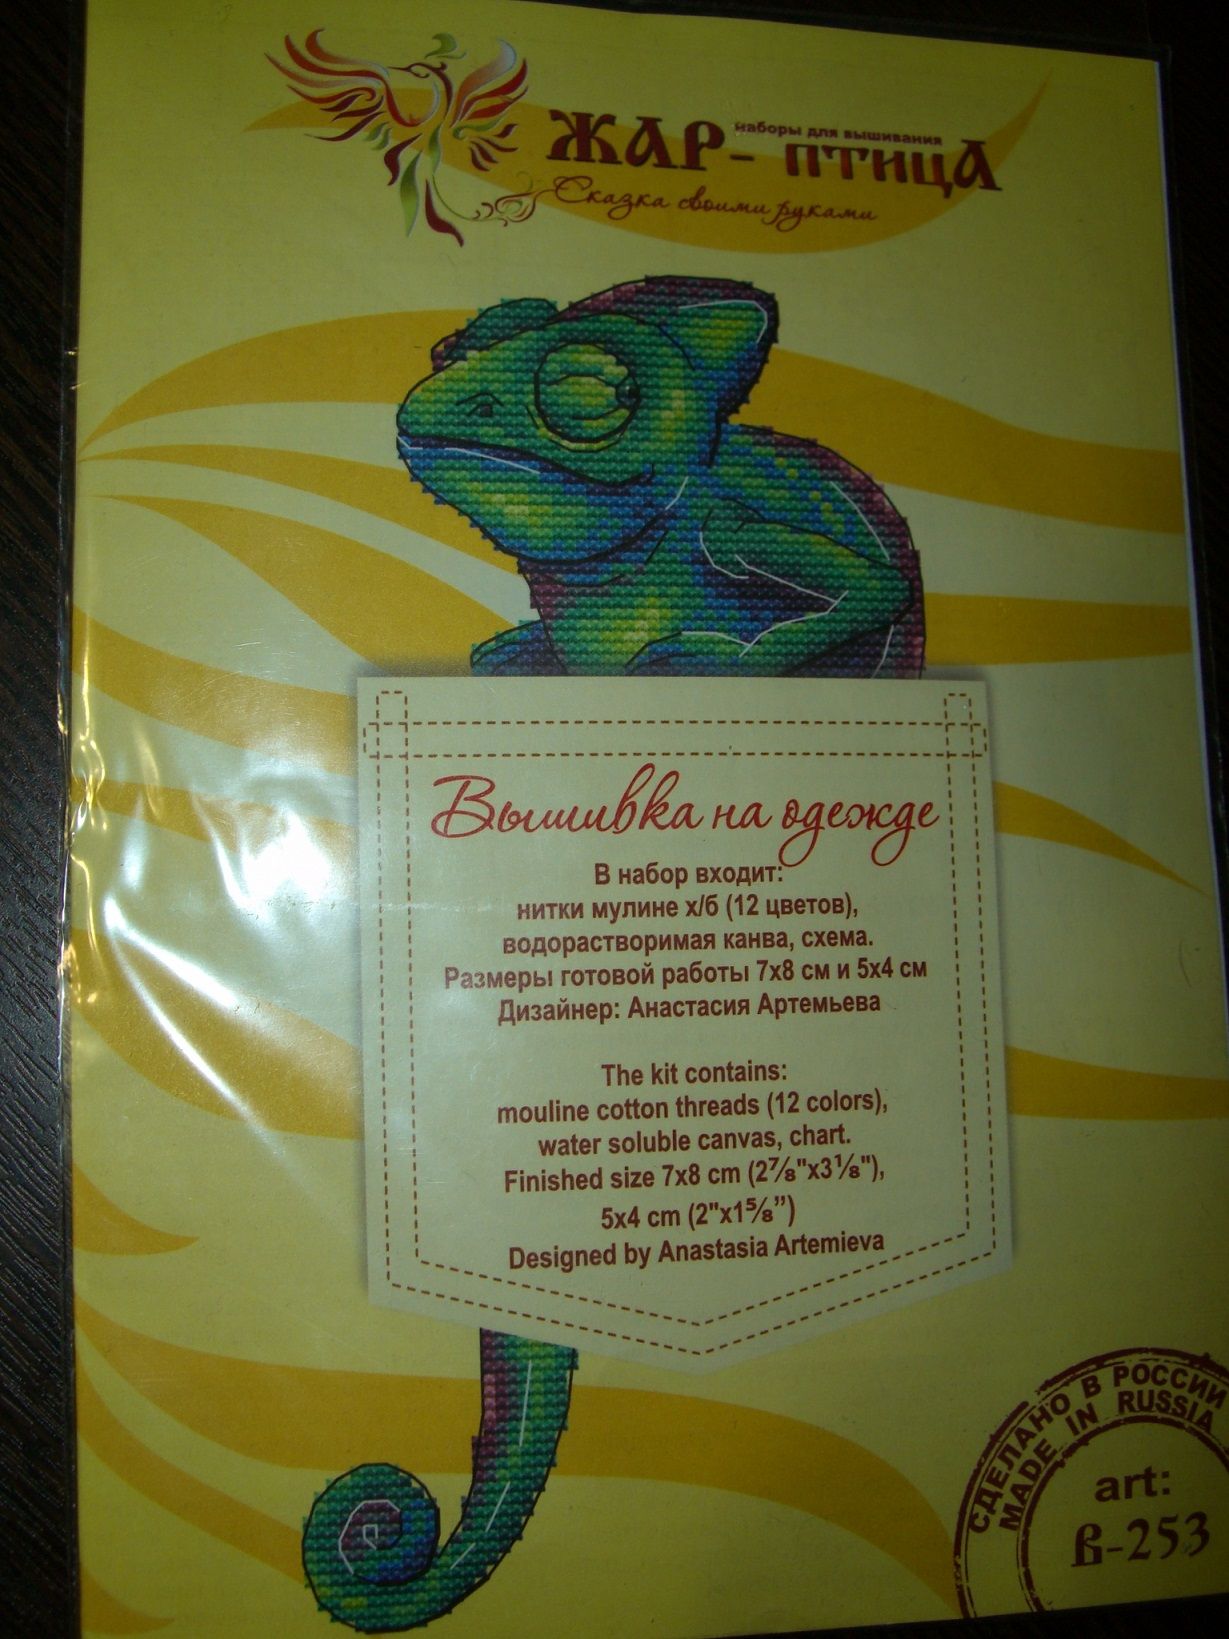 наборы для вышивания
ЖАР-ПТИЦА
Сказка своими руками
Вышивка на одежде
В набор входит:
нитки мулине х/б (12 цветов),
водорастворимая канва, схема.
Размеры готовой работы 7х8 см и 5х4 см
Дизайнер: Анастасия Артемьева
The kit contains:
mouline cotton threads (12 colors),
water soluble canvas, chart.
Finished size 7x8 cm (2⅞"x3⅛"),
5x4 cm (2"x1⅝”)
Designed by Anastasia Artemieva
СДЕЛАНО В РОССИИ
MADE IN RUSSIA
art:
В-253